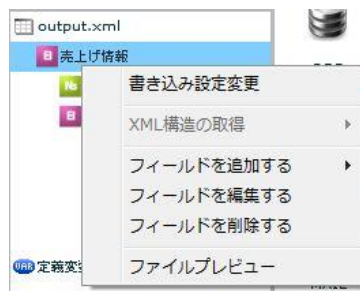 output.xml
E 売上げ情報
書き込み設定変更
Ns
E
XML構造の取得
フィールドを追加する
フィールドを編集する
フィールドを削除する
VAR 定義変
ファイルプレビュー